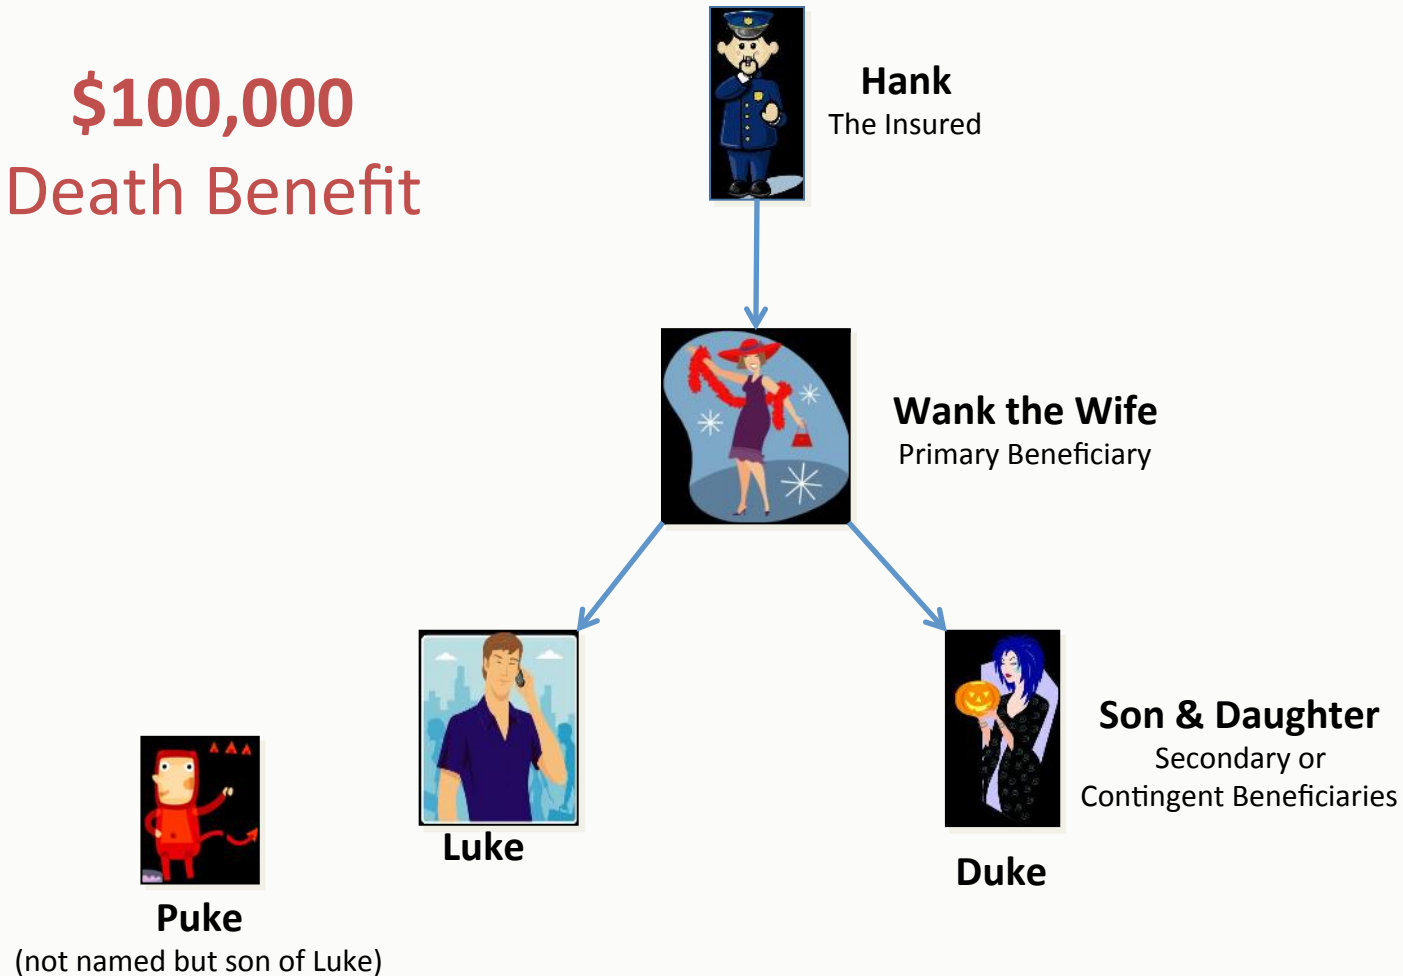 $100,000
Death Benefit
Hank
The Insured
Wank the Wife
Primary Beneficiary
Son & Daughter
Secondary or
Contingent Beneficiaries
Luke
Duke
Puke
(not named but son of Luke)